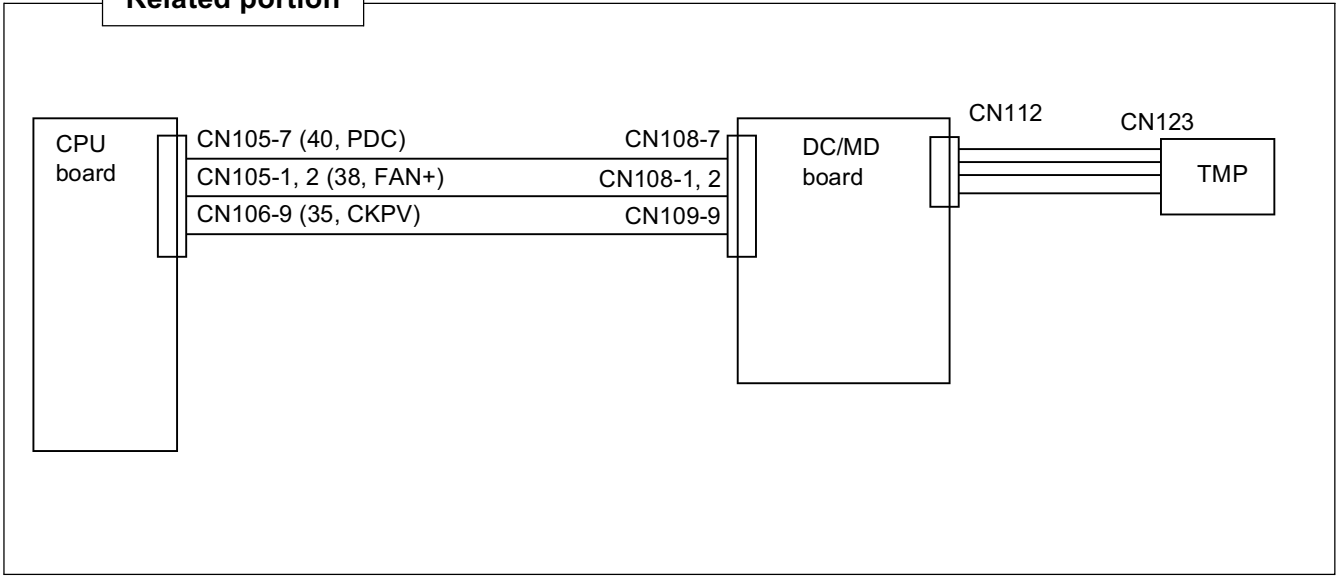 Related portion
CPU
board
CN105-7 (40, PDC)
CN105-1, 2 (38, FAN+)
CN106-9 (35, CKPV)
CN108-7
CN108-1, 2
CN109-9
DC/MD
board
CN112
CN123
TMP